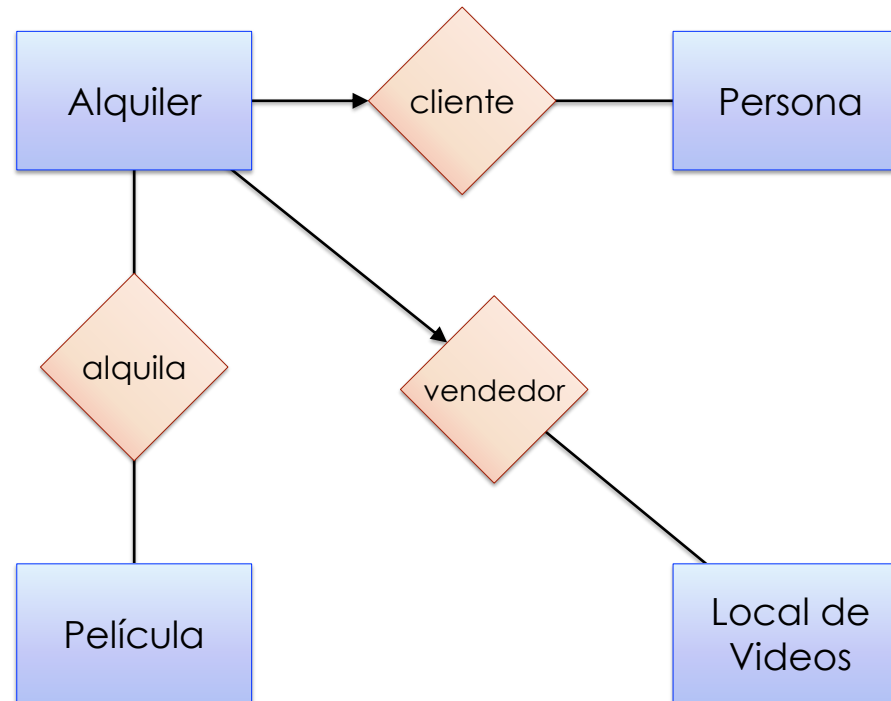 Alquiler
cliente
Persona
alquila
vendedor
Película
Local de
Videos